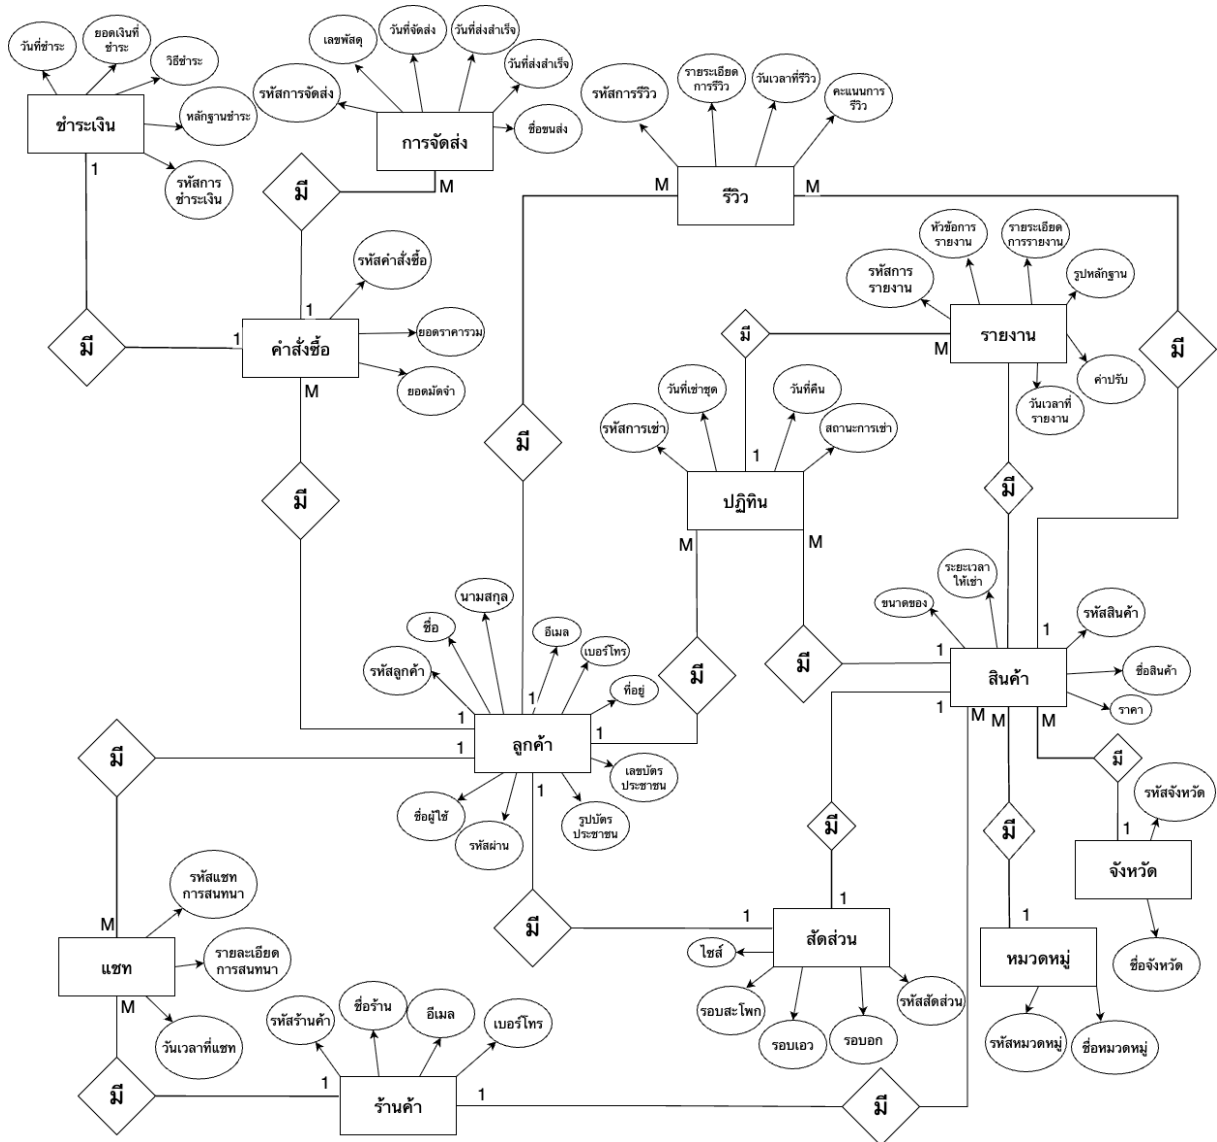 วันที่ชำระ
ยอดเงินที่
ชำระ
วิธีชำระ
หลักฐานชำระ
รหัสการ
ชำระเงิน
ชำระเงิน
1
มี
1
รหัสการจัดส่ง
เลขพัสดุ
วันที่จัดส่ง
วันที่ส่งสำเร็จ
วันที่ส่งสำเร็จ
ชื่อขนส่ง
การจัดส่ง
M
มี
1
รหัสคำสั่งซื้อ
ยอดราคารวม
ยอดมัดจำ
คำสั่งซื้อ
M
มี
1
รหัสการรีวิว
รายระเอียด
การรีวิว
วันเวลาที่รีวิว
คะแนนการ
รีวิว
รีวิว
M
M
มี
1
มี
1
หัวข้อการ
รายงาน
รายระเอียด
การรายงาน
รหัสการ
รายงาน
รูปหลักฐาน
ค่าปรับ
วันเวลาที่
รายงาน
รายงาน
M
มี
1
มี
รหัสการเช่า
วันที่เช่าชุด
วันที่คืน
สถานะการเช่า
ปฏิทิน
M
M
มี
1
มี
1
ขนาดของ
ระยะเวลา
ให้เช่า
รหัสสินค้า
ชื่อสินค้า
ราคา
สินค้า
1
M
M
M
รหัสลูกค้า
ชื่อ
นามสกุล
อีเมล
เบอร์โทร
ที่อยู่
เลขบัตร
ประชาชน
รูปบัตร
ประชาชน
รหัสผ่าน
ชื่อผู้ใช้
ลูกค้า
1
1
มี
มี
มี
มี
มี
1
รหัสจังหวัด
จังหวัด
ชื่อจังหวัด
1
หมวดหมู่
รหัสหมวดหมู่
ชื่อหมวดหมู่
1
1
สัดส่วน
ไซส์
รอบสะโพก
รอบเอว
รอบอก
รหัสสัดส่วน
M
แชท
รหัสแชท
การสนทนา
รายละเอียด
การสนทนา
วันเวลาที่แชท
M
มี
1
รหัสร้านค้า
ชื่อร้าน
อีเมล
เบอร์โทร
ร้านค้า
1
มี